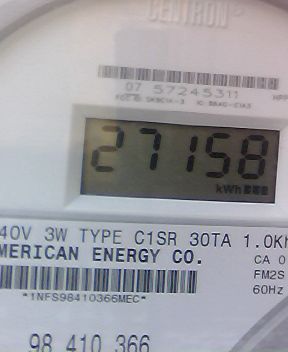 CENTRON®
07 57245311
27158
kWh
40V 3W TYPE C1SR 30TA 1.0Kh
MERICAN ENERGY CO.
CA 0
FM2S
60Hz
*1NFS98410366MEC*
98 410 366